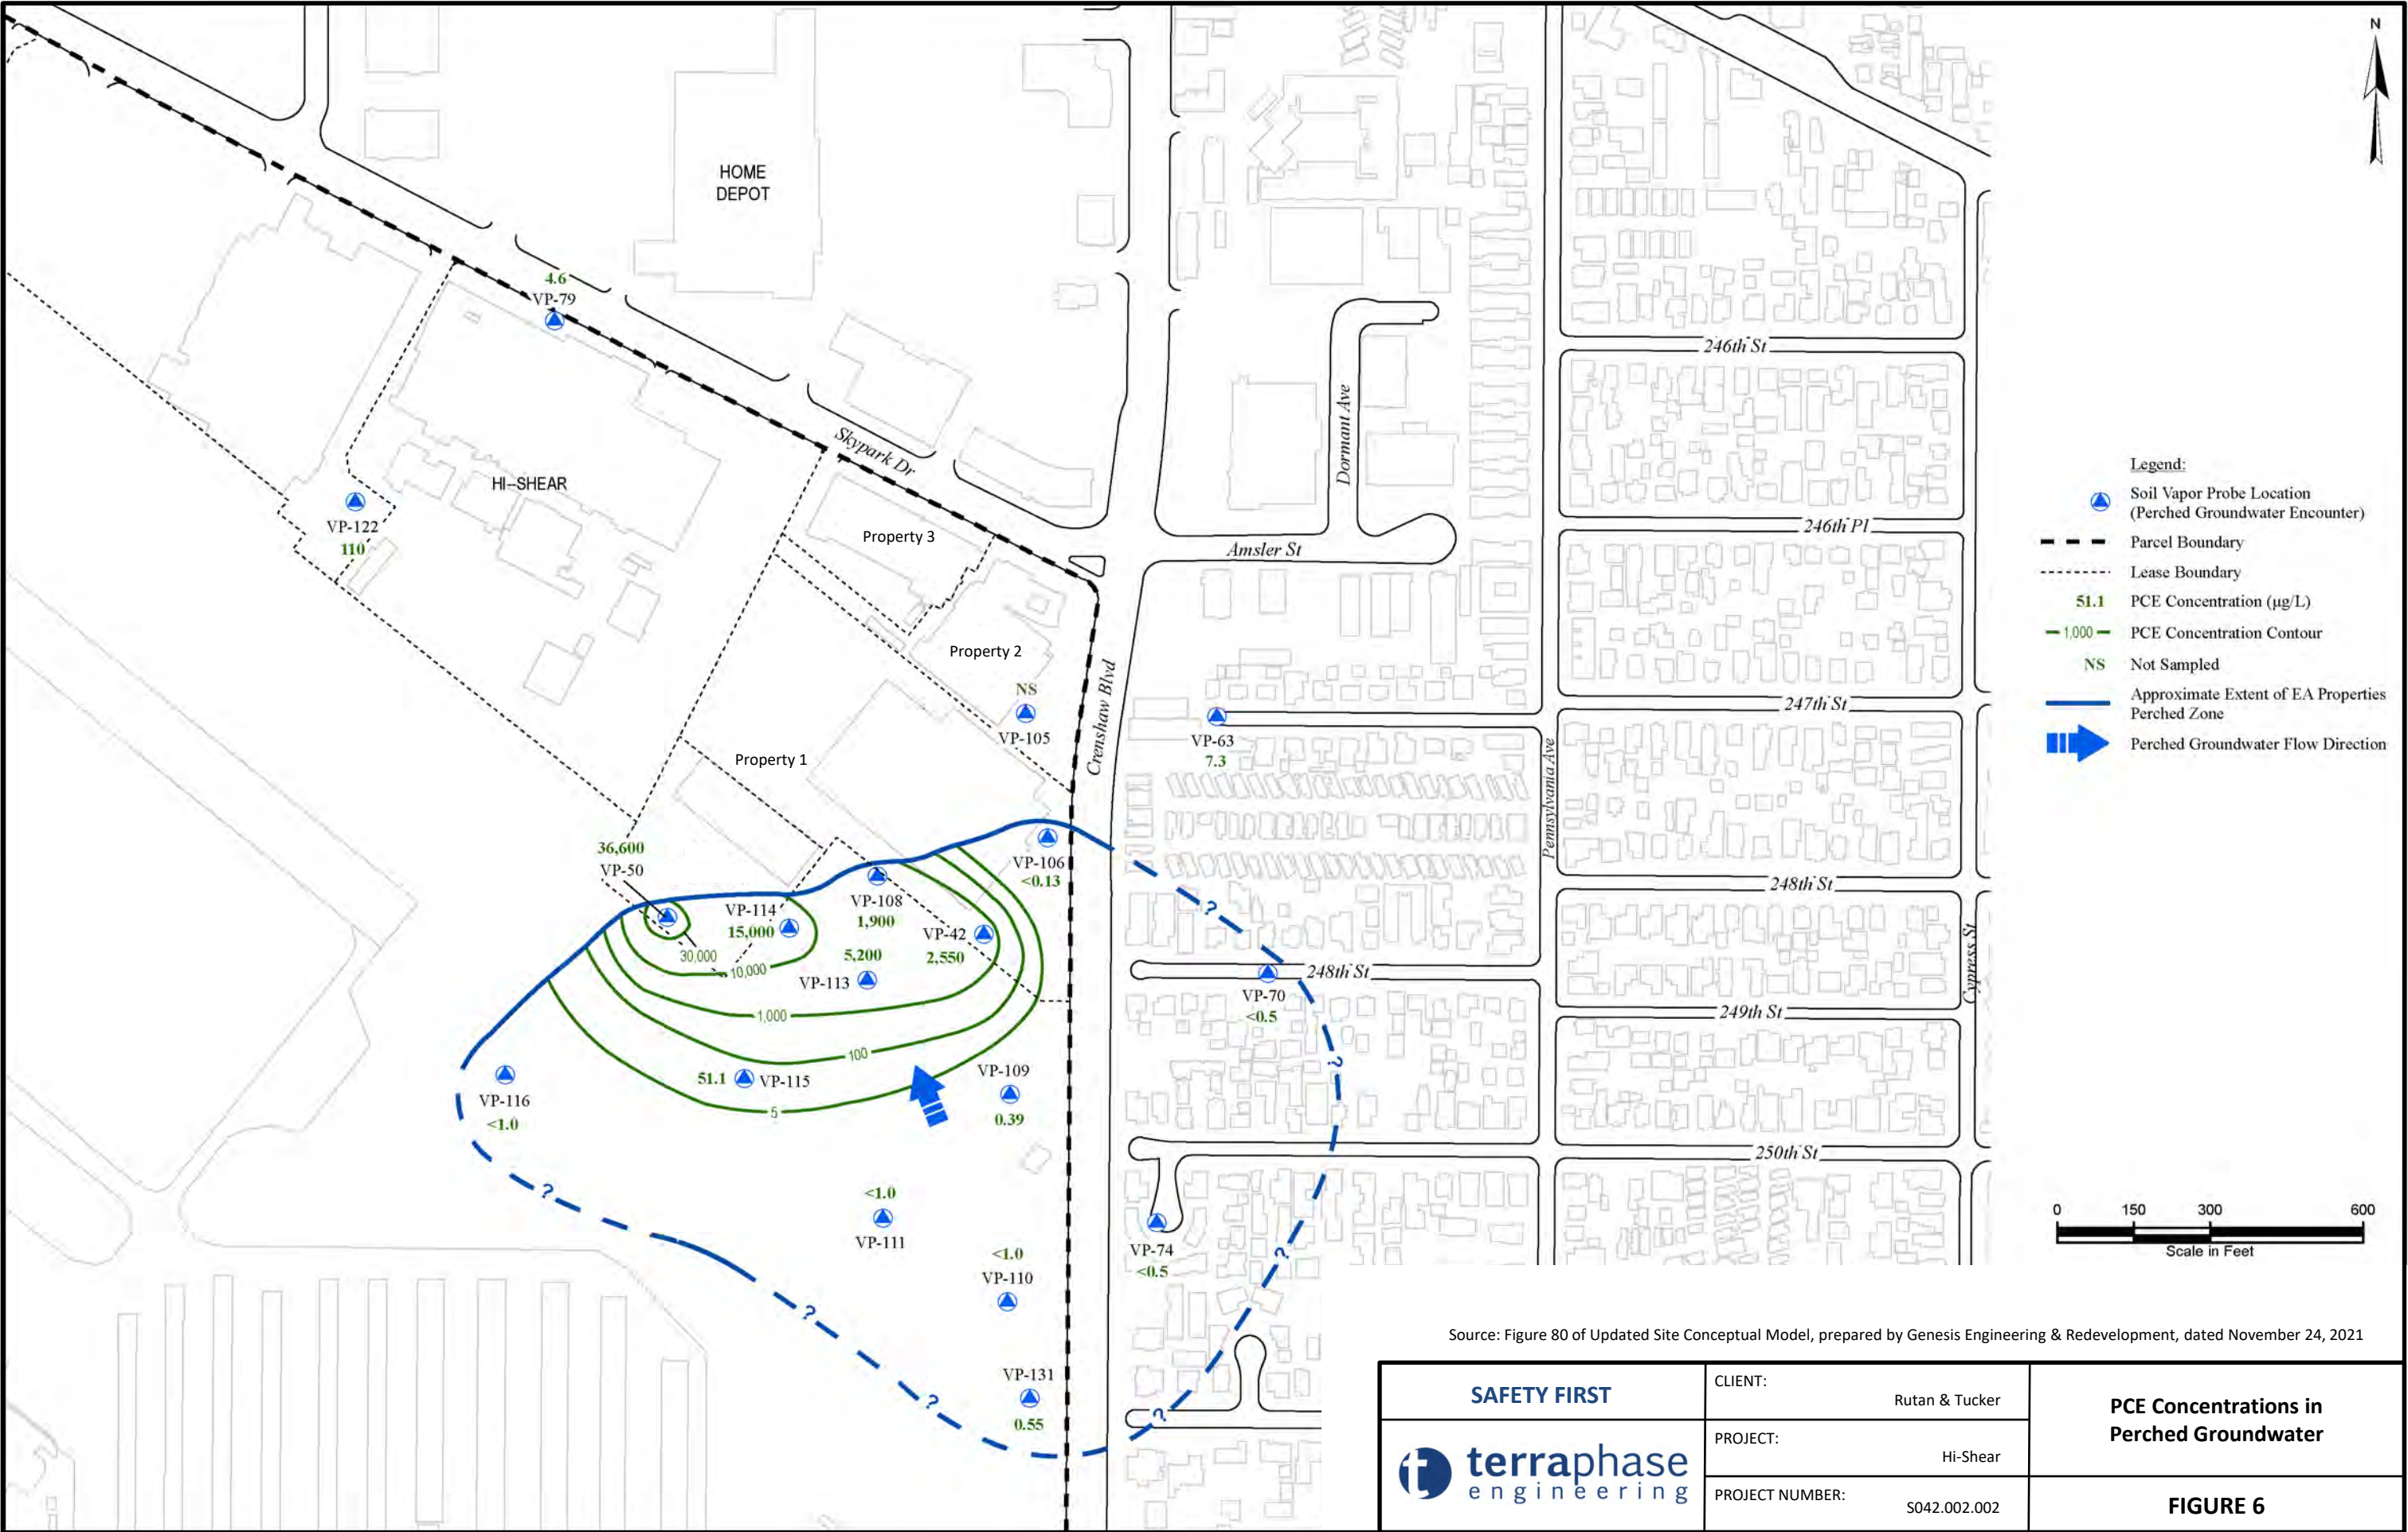 N
HOME
DEPOT
4.6
VP-79
Skypark Dr
HI-SHEAR
VP-122
110
Property 3
Property 2
Property 1
NS
VP-105
Crenshaw Blvd
Dormant Ave
Amsler St
Pennsylvania Ave
Cypress St
246th St
246th Pl
247th St
248th St
248th St
249th St
250th St
VP-63
7.3
36,600
VP-50
VP-114
15,000
VP-108
1,900
VP-106
<0.13
VP-42
2,550
5,200
VP-113
30,000
10,000
1,000
100
5
51.1
VP-115
VP-116
<1.0
VP-109
0.39
VP-70
<0.5
<1.0
VP-111
<1.0
VP-110
VP-74
<0.5
VP-131
0.55
?
?
?
?
?
?
?
Legend:
Soil Vapor Probe Location
(Perched Groundwater Encounter)
Parcel Boundary
Lease Boundary
51.1 PCE Concentration (µg/L)
1,000 PCE Concentration Contour
NS Not Sampled
Approximate Extent of EA Properties
Perched Zone
Perched Groundwater Flow Direction
0 150 300 600
Scale in Feet
Source: Figure 80 of Updated Site Conceptual Model, prepared by Genesis Engineering & Redevelopment, dated November 24, 2021
SAFETY FIRST
terraphase
engineering
CLIENT:
Rutan & Tucker
PROJECT:
Hi-Shear
PROJECT NUMBER:
S042.002.002
PCE Concentrations in
Perched Groundwater
FIGURE 6